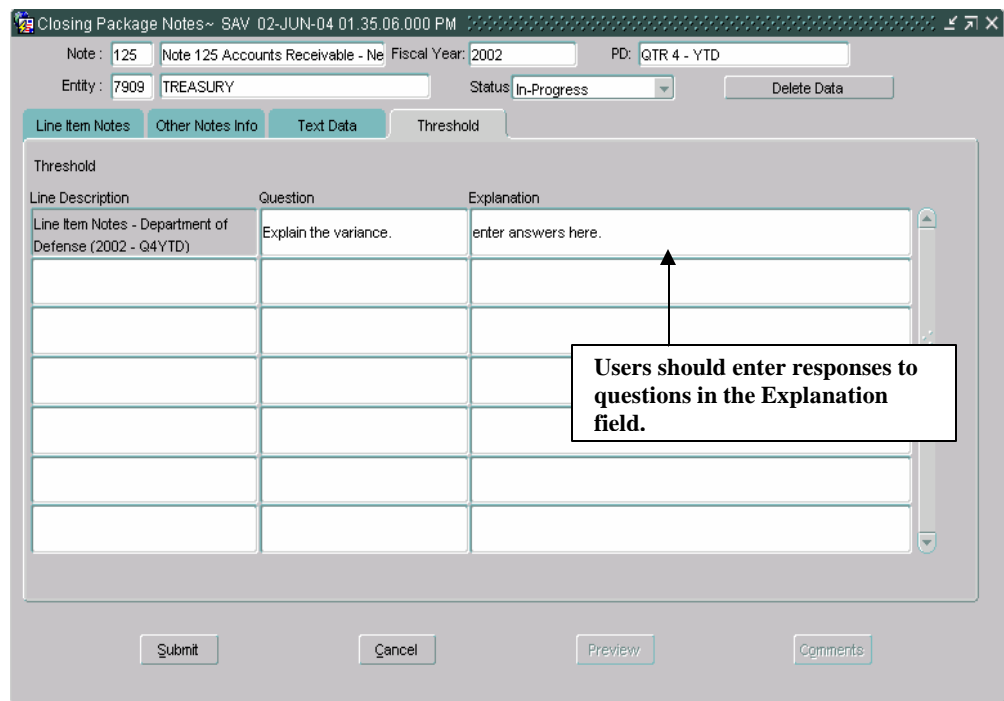 Closing Package Notes~ SAV 02-JUN-04 01.35.06.000 PM
Note : 125 Note 125 Accounts Receivable - Ne Fiscal Year: 2002 PD: QTR 4 - YTD
Entity : 7909 TREASURY Status In-Progress Delete Data
Line Item Notes Other Notes Info Text Data Threshold
Threshold
Line Description Question Explanation
Line Item Notes - Department of
Defense (2002 - Q4YTD)
Explain the variance.
enter answers here.
Users should enter responses to
questions in the Explanation
field.
Submit Cancel Preview Comments